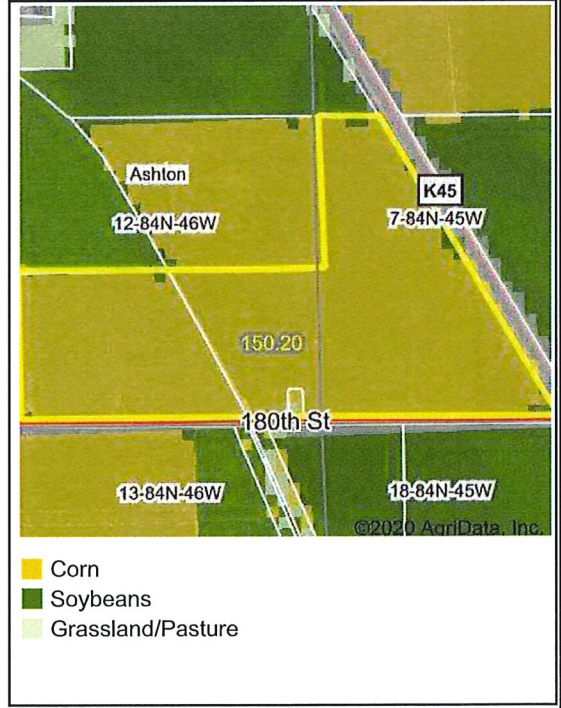 Ashton
K45
12-84N-46W
7-84N-45W
150.20
180th St
13-84N-46W
18-84N-45W
©2020 AgriData, Inc.
Corn
Soybeans
Grassland/Pasture